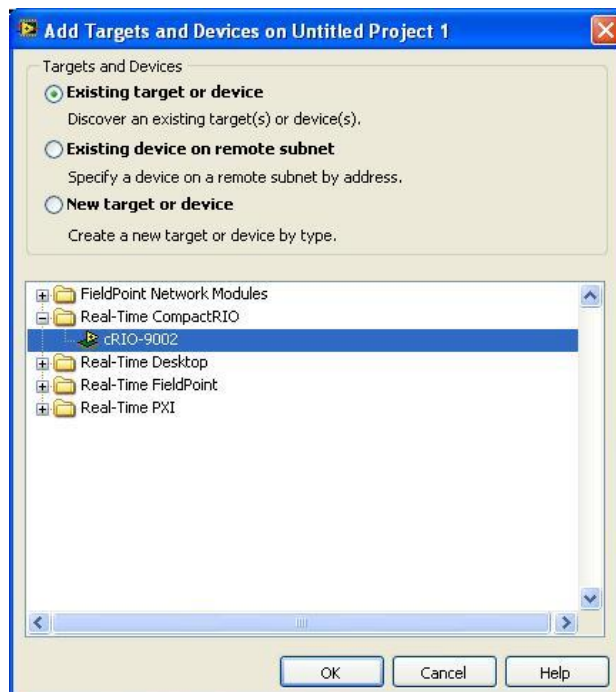 Add Targets and Devices on Untitled Project 1
Targets and Devices
Existing target or device
Discover an existing target(s) or device(s).
Existing device on remote subnet
Specify a device on a remote subnet by address.
New target or device
Create a new target or device by type.
FieldPoint Network Modules
Real-Time CompactRIO
cRIO-9002
Real-Time Desktop
Real-Time FieldPoint
Real-Time PXI
OK Cancel Help